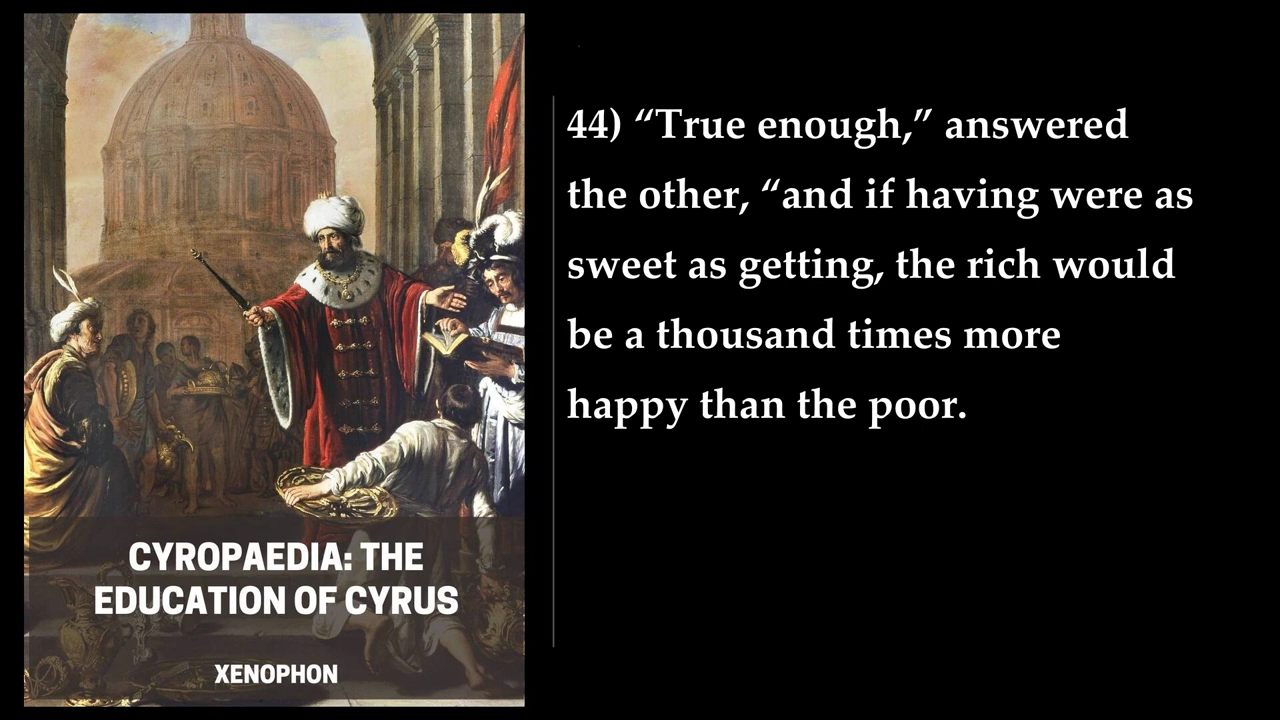 CYROPAEDIA: THE
EDUCATION OF CYRUS
XENOPHON
44) “True enough,” answered
the other, “and if having were as
sweet as getting, the rich would
be a thousand times more
happy than the poor.